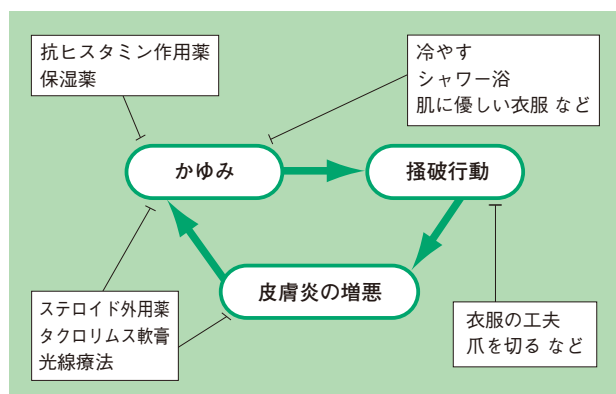 抗ヒスタミン作用薬
保湿薬
冷やす
シャワー浴
肌に優しい衣服 など
かゆみ
掻破行動
皮膚炎の増悪
ステロイド外用薬
タクロリムス軟膏
光線療法
衣服の工夫
爪を切る など